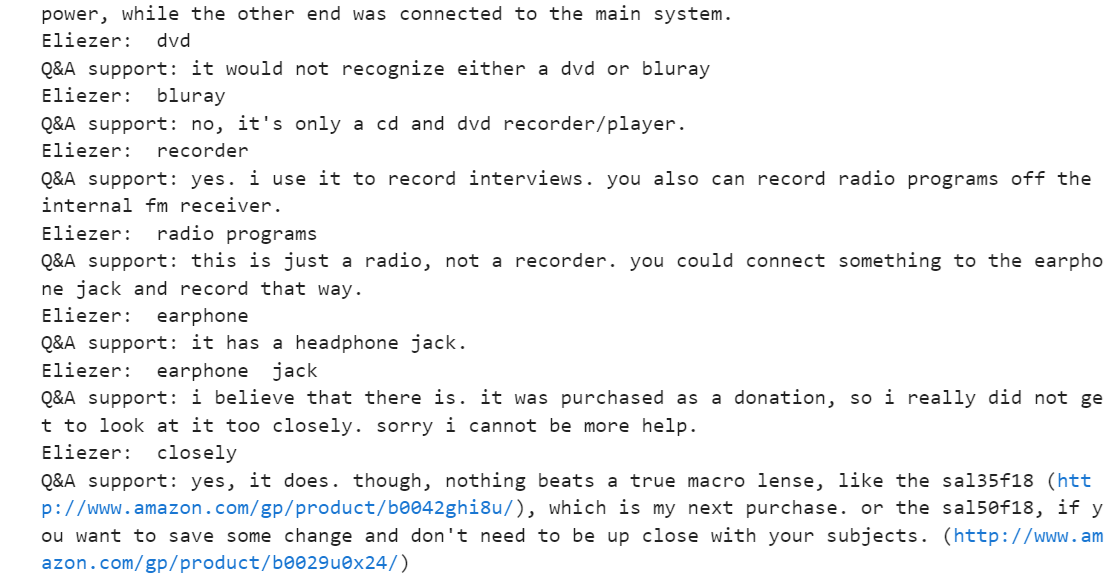 power, while the other end was connected to the main system.
Eliezer:  dvd
Q&A support: it would not recognize either a dvd or bluray
Eliezer:  bluray
Q&A support: no, it's only a cd and dvd recorder/player.
Eliezer:  recorder
Q&A support: yes. i use it to record interviews. you also can record radio programs off the
internal fm receiver.
Eliezer:  radio programs
Q&A support: this is just a radio, not a recorder. you could connect something to the earpho
ne jack and record that way.
Eliezer:  earphone
Q&A support: it has a headphone jack.
Eliezer:  earphone  jack
Q&A support: i believe that there is. it was purchased as a donation, so i really did not ge
t to look at it too closely. sorry i cannot be more help.
Eliezer:  closely
Q&A support: yes, it does. though, nothing beats a true macro lense, like the sal35f18 (htt
p://www.amazon.com/gp/product/b0042ghi8u/), which is my next purchase. or the sal50f18, if y
ou want to save some change and don't need to be up close with your subjects. (http://www.am
azon.com/gp/product/b0029u0x24/)